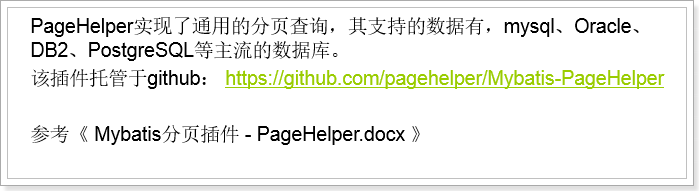 PageHelper实现了通用的分页查询，其支持的数据有，mysql、Oracle、
DB2、PostgreSQL等主流的数据库。
该插件托管于github： https://github.com/pagehelper/Mybatis-PageHelper
参考《 Mybatis分页插件 - PageHelper.docx 》